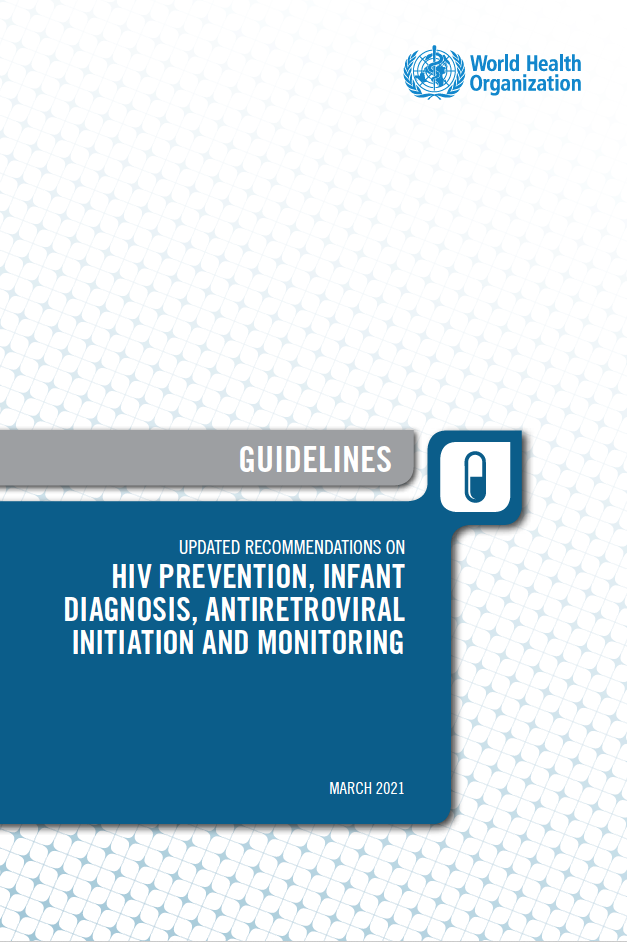 World Health
Organization
GUIDELINES
UPDATED RECOMMENDATIONS ON
HIV PREVENTION, INFANT
DIAGNOSIS, ANTIRETROVIRAL
INITIATION AND MONITORING
MARCH 2021